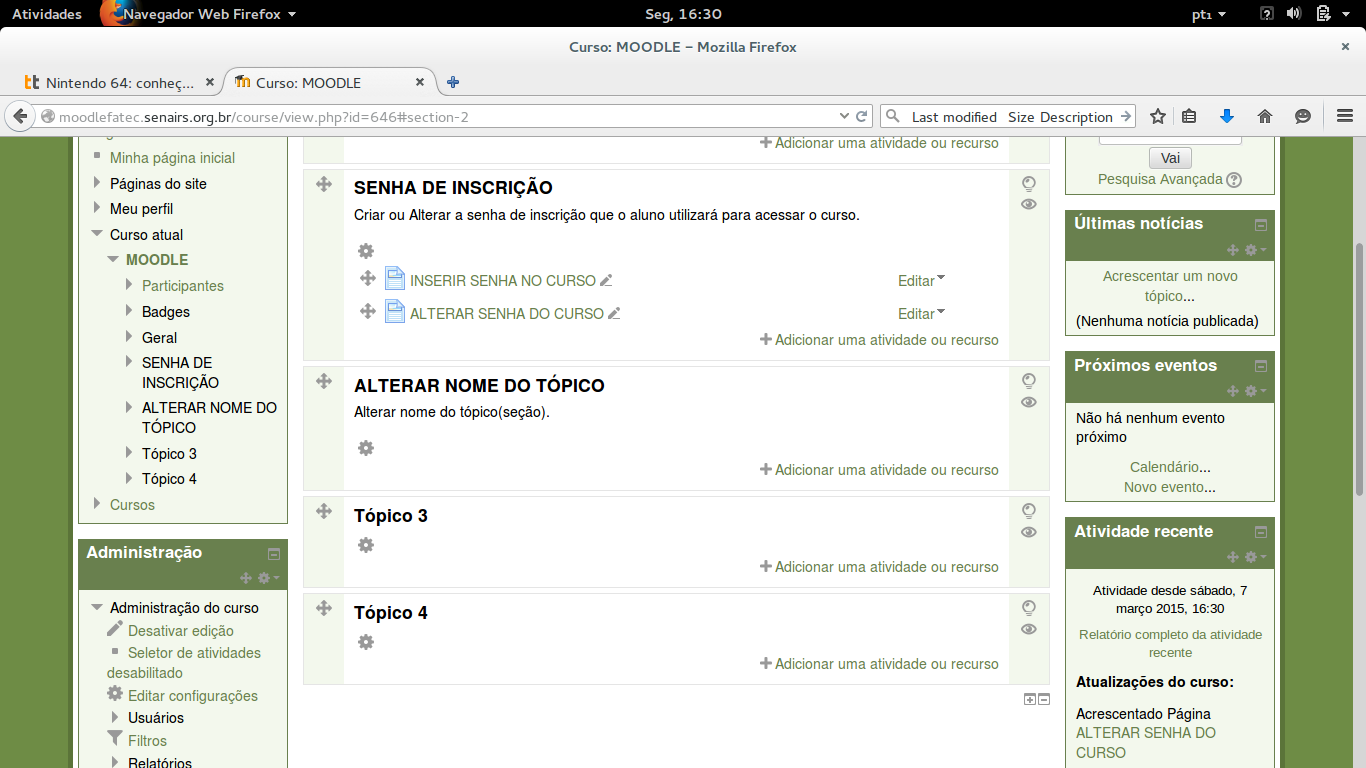 Atividades
Navegador Web Firefox
Seg, 16:30
pt₁
Curso: MOODLE - Mozilla Firefox
Nintendo 64: conheç...
Curso: MOODLE
moodlefatec.senairs.org.br/course/view.php?id=646#section-2
Last modified Size Description
Minha página inicial
Páginas do site
Meu perfil
Curso atual
MOODLE
Participantes
Badges
Geral
SENHA DE
INSCRIÇÃO
ALTERAR NOME DO
TÓPICO
Tópico 3
Tópico 4
Cursos
Administração
Administração do curso
Desativar edição
Seletor de atividades
desabilitado
Editar configurações
Usuários
Filtros
Relatórios
Adicionar uma atividade ou recurso
SENHA DE INSCRIÇÃO
Criar ou Alterar a senha de inscrição que o aluno utilizará para acessar o curso.
INSERIR SENHA NO CURSO
Editar
ALTERAR SENHA DO CURSO
Editar
Adicionar uma atividade ou recurso
ALTERAR NOME DO TÓPICO
Alterar nome do tópico(seção).
Adicionar uma atividade ou recurso
Tópico 3
Adicionar uma atividade ou recurso
Tópico 4
Adicionar uma atividade ou recurso
Vai
Pesquisa Avançada
Últimas notícias
Acrescentar um novo
tópico...
(Nenhuma notícia publicada)
Próximos eventos
Não há nenhum evento
próximo
Calendário...
Novo evento...
Atividade recente
Atividade desde sábado, 7
março 2015, 16:30
Relatório completo da atividade
recente
Atualizações do curso:
Acrescentado Página
ALTERAR SENHA DO
CURSO